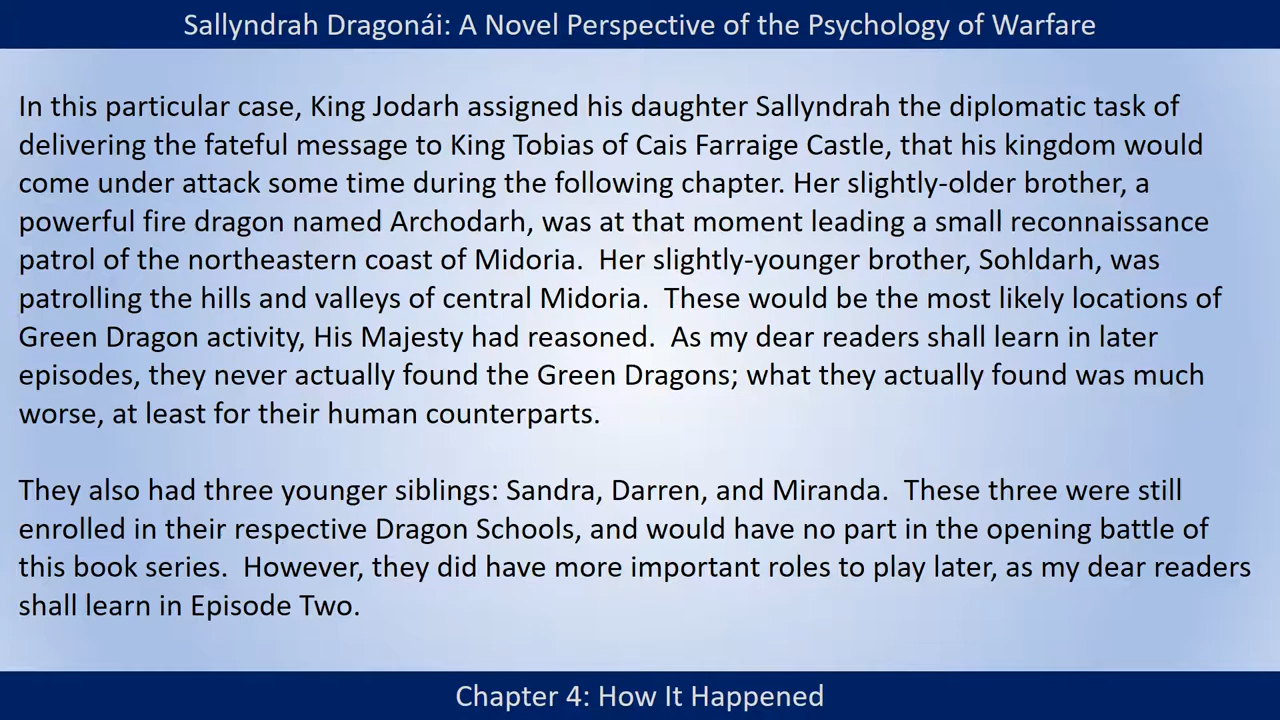 Sallyndrah Dragonái: A Novel Perspective of the Psychology of Warfare
In this particular case, King Jodarh assigned his daughter Sallyndrah the diplomatic task of
delivering the fateful message to King Tobias of Cais Farraige Castle, that his kingdom would
come under attack some time during the following chapter. Her slightly-older brother, a
powerful fire dragon named Archodarh, was at that moment leading a small reconnaissance
patrol of the northeastern coast of Midoria.  Her slightly-younger brother, Sohldarh, was
patrolling the hills and valleys of central Midoria.  These would be the most likely locations of
Green Dragon activity, His Majesty had reasoned.  As my dear readers shall learn in later
episodes, they never actually found the Green Dragons; what they actually found was much
worse, at least for their human counterparts.
They also had three younger siblings: Sandra, Darren, and Miranda.  These three were still
enrolled in their respective Dragon Schools, and would have no part in the opening battle of
this book series.  However, they did have more important roles to play later, as my dear readers
shall learn in Episode Two.
Chapter 4: How It Happened